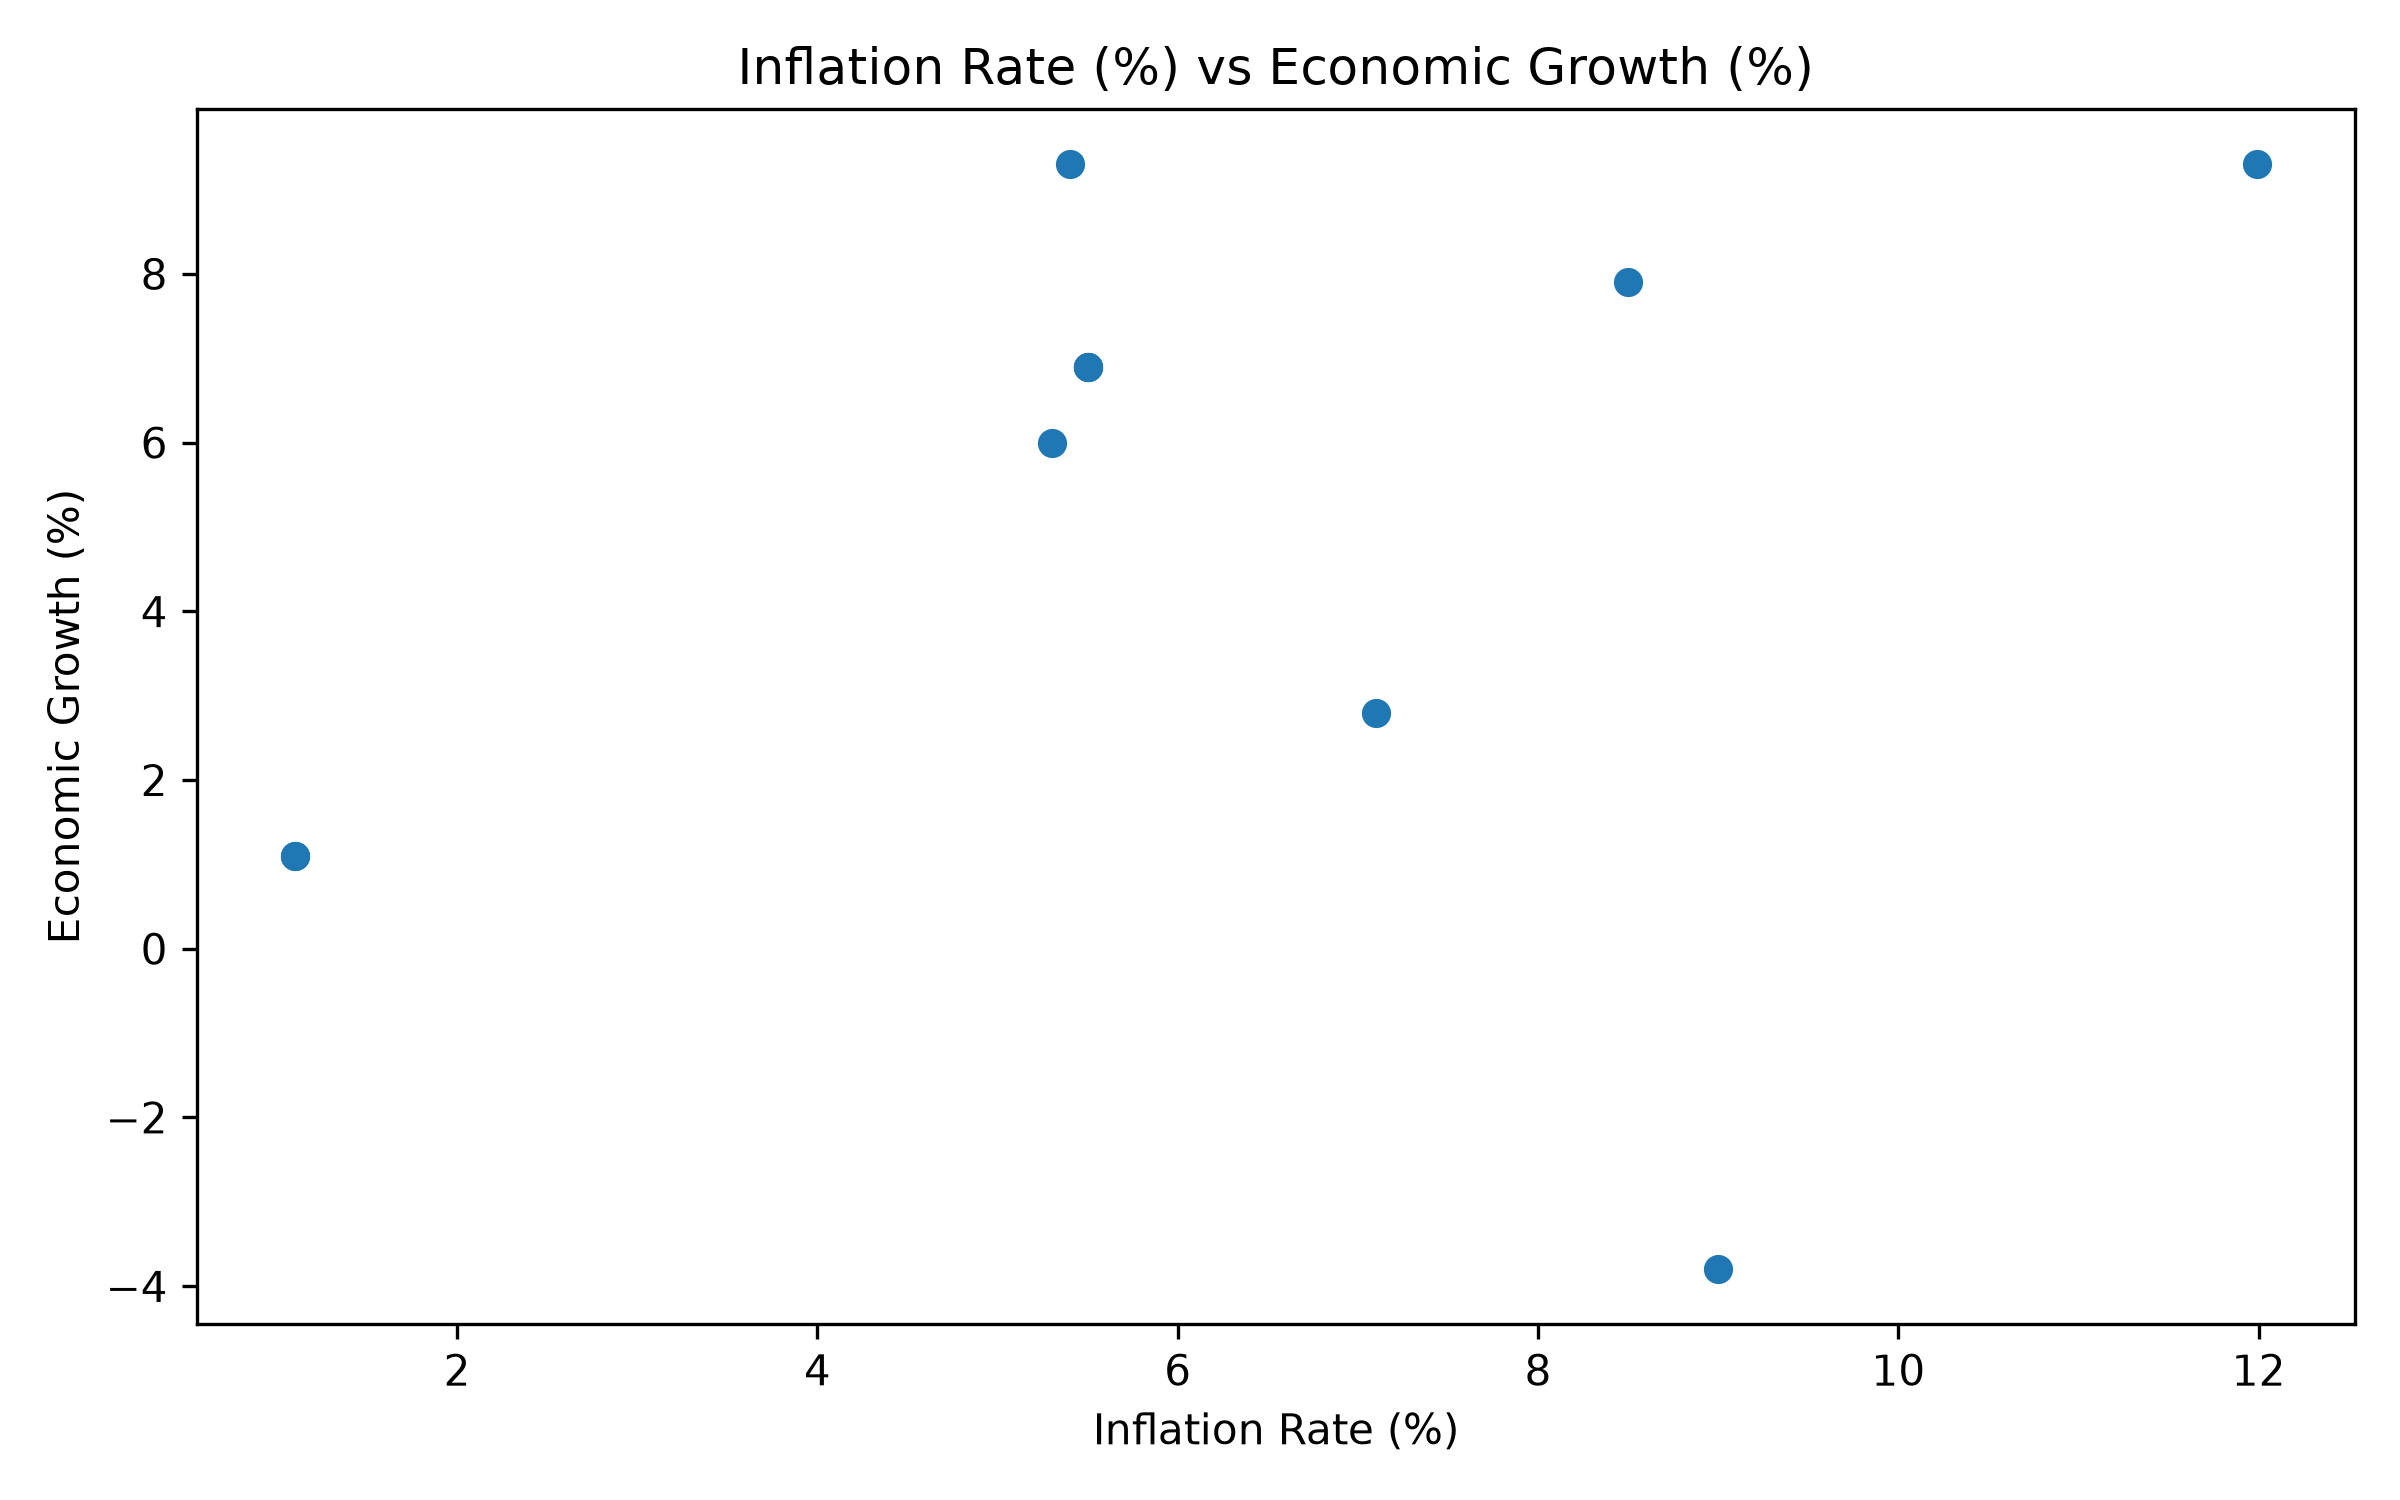 Inflation Rate (%) vs Economic Growth (%)
Economic Growth (%)
8
6
4
2
0
−2
−4
2 4 6 8 10 12
Inflation Rate (%)